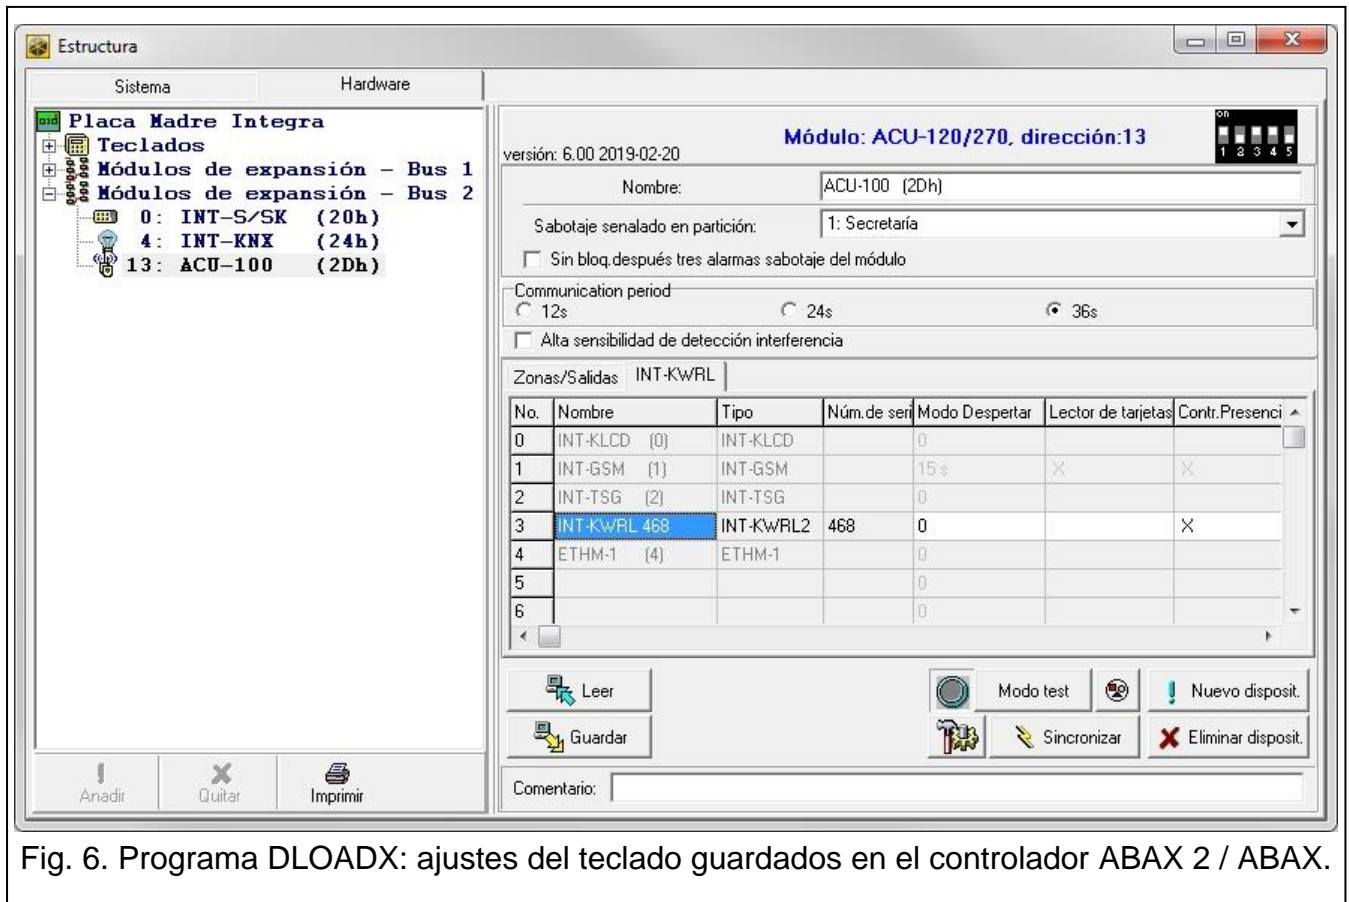 Estructura
Sistema Hardware
Placa Madre Integra
Teclados
Módulos de expansión - Bus 1
Módulos de expansión - Bus 2
0: INT-S/SK (20h)
4: INT-KNX (24h)
13: ACU-100 (2Dh)
Anadir Quitar Imprimir
versión: 6.00 2019-02-20
Módulo: ACU-120/270, dirección:13
on
1 2 3 4 5
Nombre: ACU-100 (2Dh)
Sabotaje senalado en partición: 1: Secretaría
Sin bloq.después tres alarmas sabotaje del módulo
Communication period
12s 24s 36s
Alta sensibilidad de detección interferencia
Zonas/Salidas INT-KWRL
No. Nombre Tipo Núm.de seri Modo Despertar Lector de tarjetas Contr.Presenci
0 INT-KLCD (0) INT-KLCD 0
1 INT-GSM (1) INT-GSM 15 s X X
2 INT-TSG (2) INT-TSG 0
3 INT-KWRL 468 INT-KWRL2 468 0 X
4 ETHM-1 (4) ETHM-1 0
5 0
6 0
Leer Modo test Nuevo disposit.
Guardar Sincronizar Eliminar disposit.
Comentario:
Fig. 6. Programa DLOADX: ajustes del teclado guardados en el controlador ABAX 2 / ABAX.